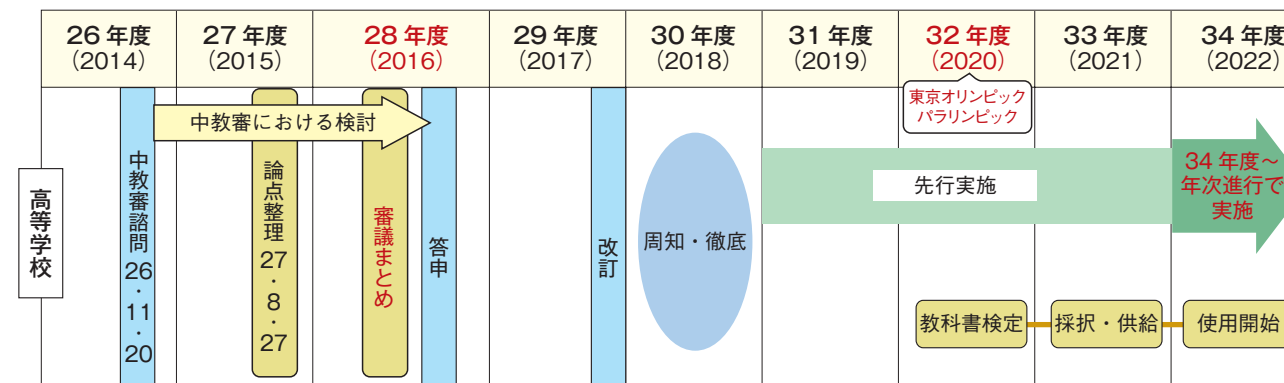 26年度
(2014)
27年度
(2015)
28年度
(2016)
29年度
(2017)
30年度
(2018)
31年度
(2019)
32年度
(2020)
33年度
(2021)
34年度
(2022)
東京オリンピック
パラリンピック
中教審における検討
高等学校
中教審諮問 26・11・20
論点整理 27・8・27
審議まとめ
答申
改訂
周知・徹底
先行実施
34年度~
年次進行で
実施
教科書検定
採択・供給
使用開始